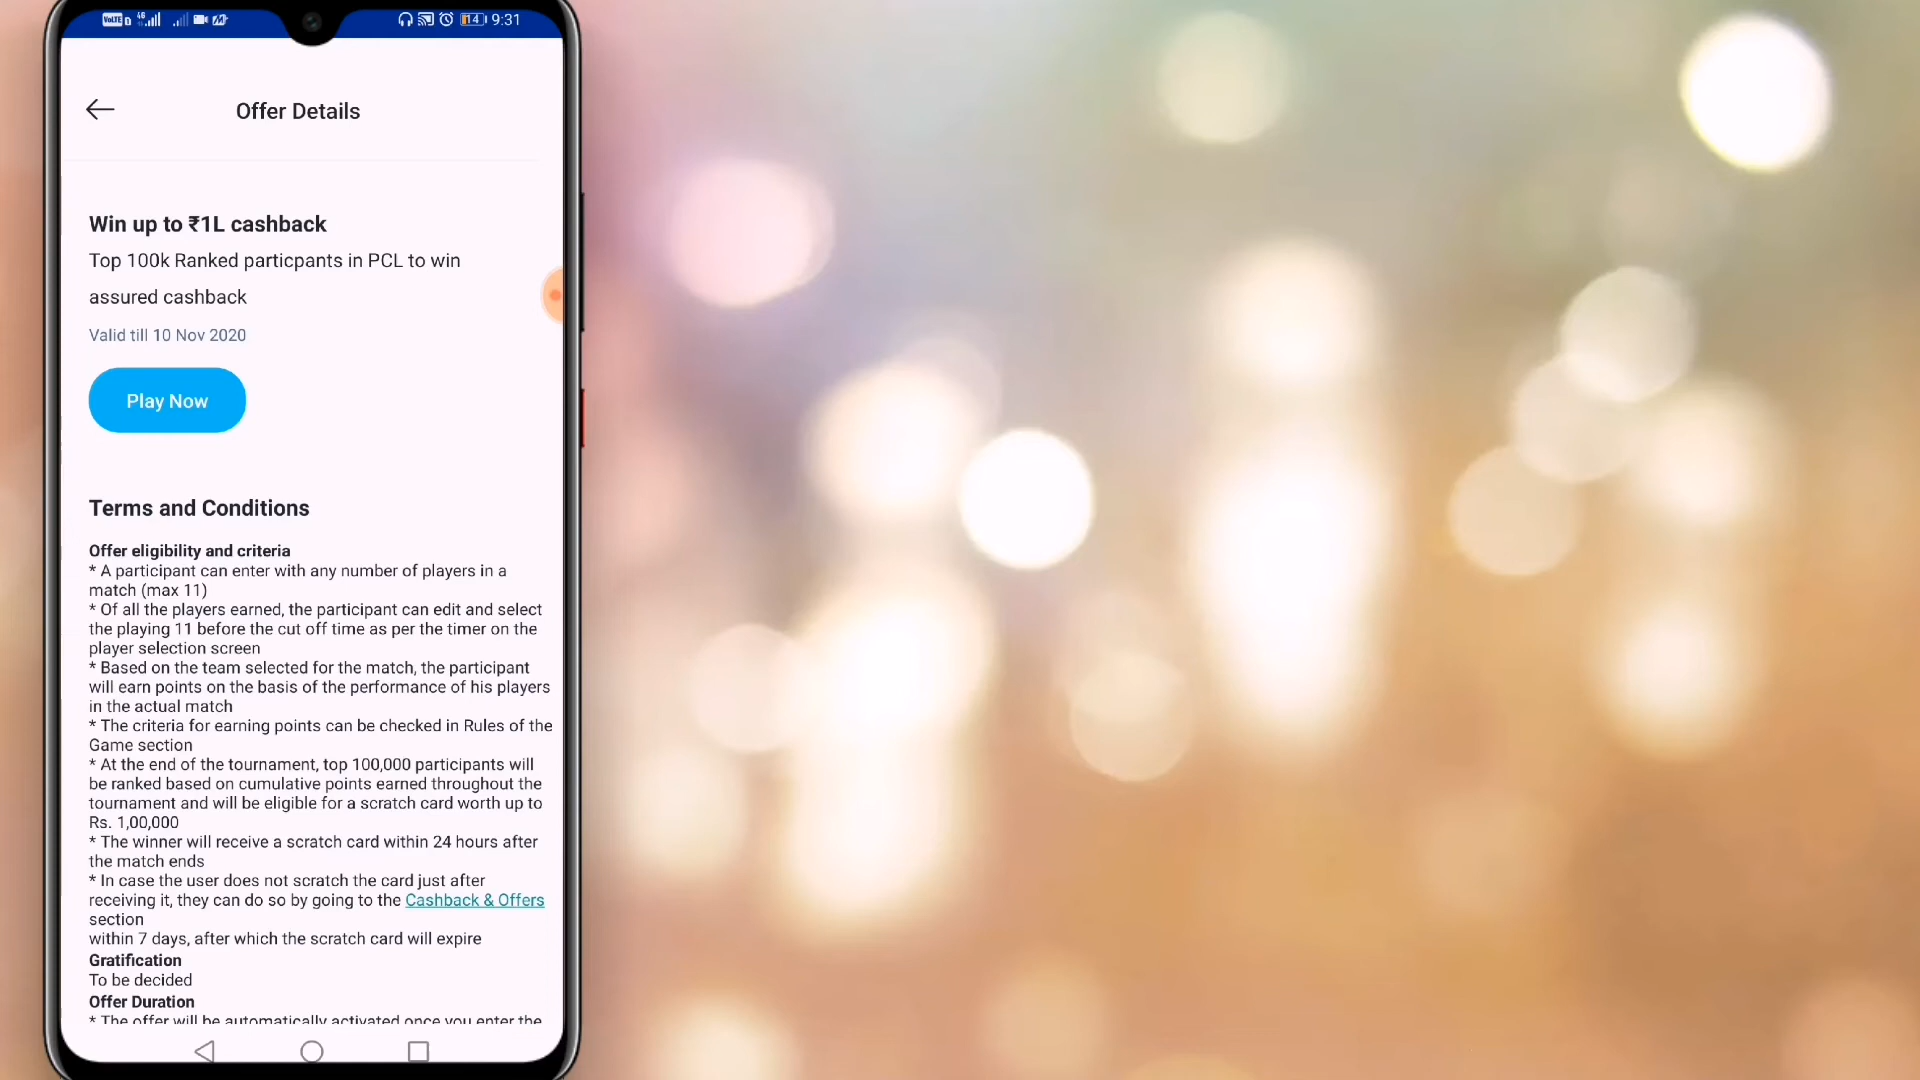 VoLTE 4G 14 9:31
Offer Details
Win up to ₹1L cashback
Top 100k Ranked particpants in PCL to win
assured cashback
Valid till 10 Nov 2020
Play Now
Terms and Conditions
Offer eligibility and criteria
* A participant can enter with any number of players in a
match (max 11)
* Of all the players earned, the participant can edit and select
the playing 11 before the cut off time as per the timer on the
player selection screen
* Based on the team selected for the match, the participant
will earn points on the basis of the performance of his players
in the actual match
* The criteria for earning points can be checked in Rules of the
Game section
* At the end of the tournament, top 100,000 participants will
be ranked based on cumulative points earned throughout the
tournament and will be eligible for a scratch card worth up to
Rs. 1,00,000
* The winner will receive a scratch card within 24 hours after
the match ends
* In case the user does not scratch the card just after
receiving it, they can do so by going to the Cashback & Offers
section
within 7 days, after which the scratch card will expire
Gratification
To be decided
Offer Duration
* The offer will be automatically activated once you enter the